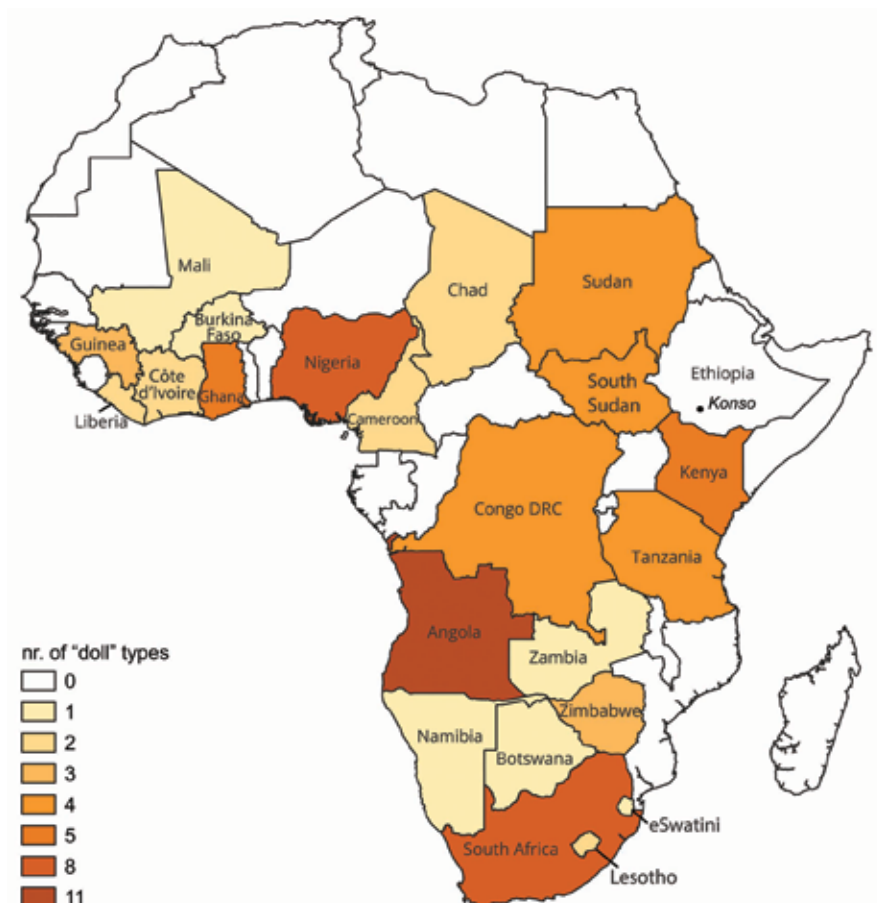 Mali
Chad
Sudan
Burkina
Faso
Guinea
Nigeria
Côte
d'Ivoire
Ghana
Liberia
Cameroon
South
Sudan
Ethiopia
Konso
Kenya
Congo DRC
Tanzania
Angola
Zambia
Zimbabwe
Namibia
Botswana
eSwatini
South Africa
Lesotho
nr. of "doll" types
0
1
2
3
4
5
8
11